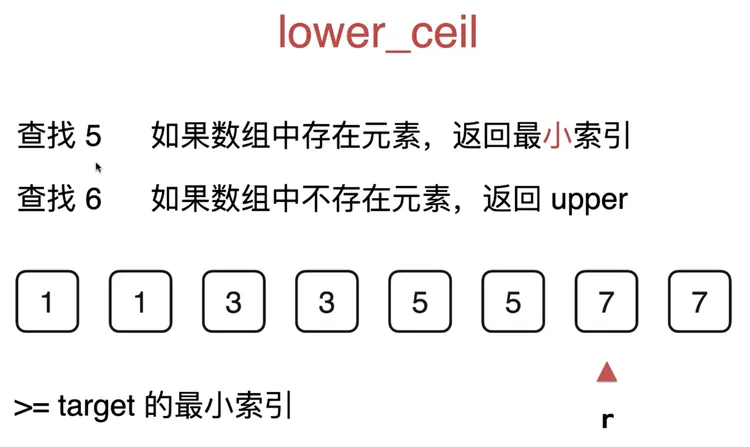 lower_ceil
查找 5 如果数组中存在元素，返回最小索引
查找 6 如果数组中不存在元素，返回 upper
1 1 3 3 5 5 7 7
>= target 的最小索引
r